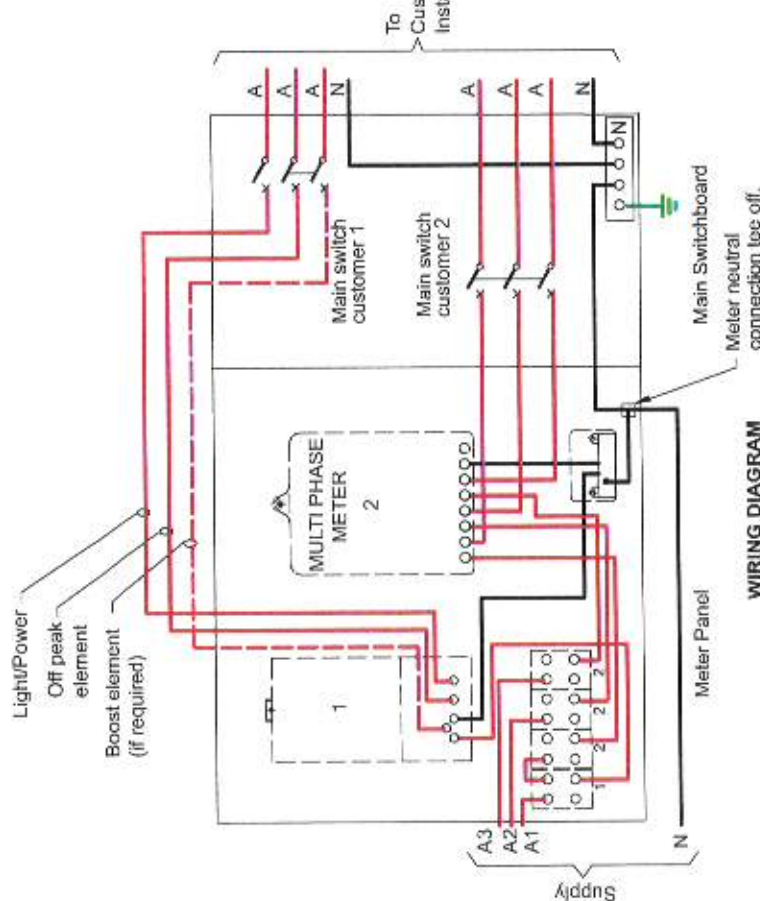 Light/Power
Off peak
element
Boost element
(if required)
To
A
A
A
N
A
A
A
N
Main switch
customer 1
Main switch
customer 2
N
MULTI PHASE
METER
2
1
1
2
2
2
A3
A2
A1
N
Supply
Meter Panel
Main Switchboard
Meter neutral
connection tee off.
WIRING DIAGRAM